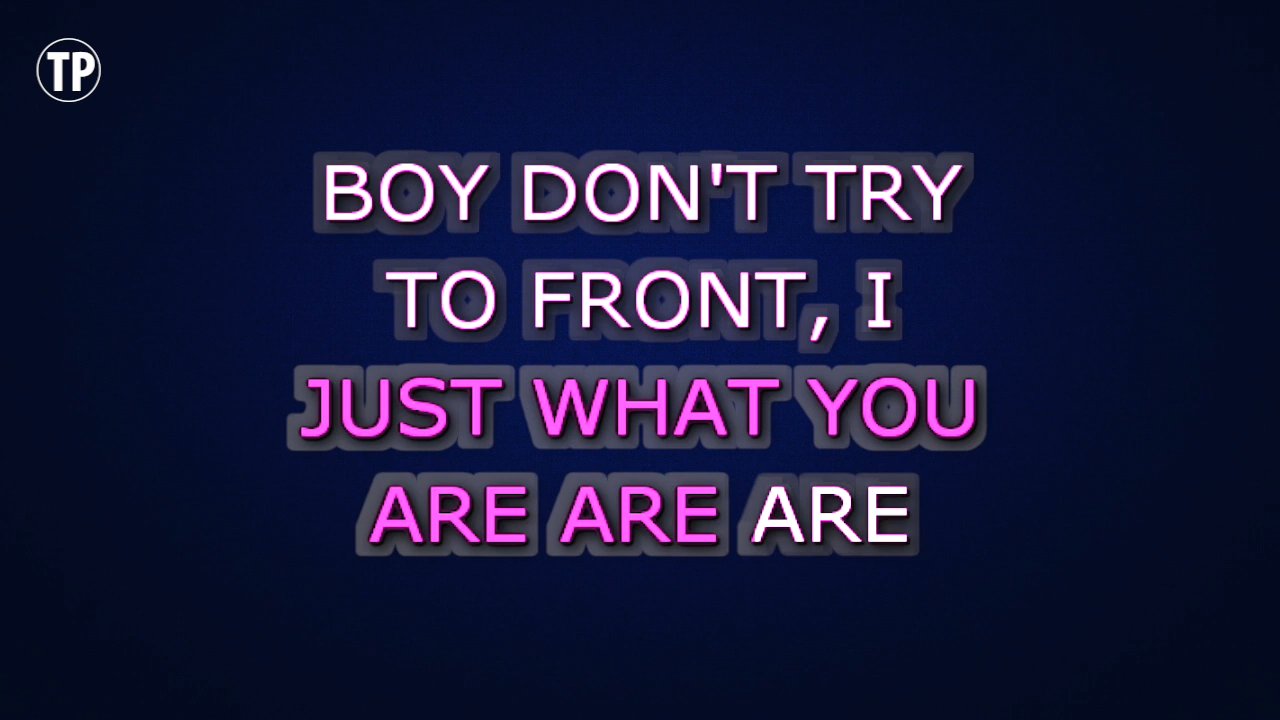 TP
BOY DON'T TRY
TO FRONT, I
JUST WHAT YOU
ARE ARE ARE